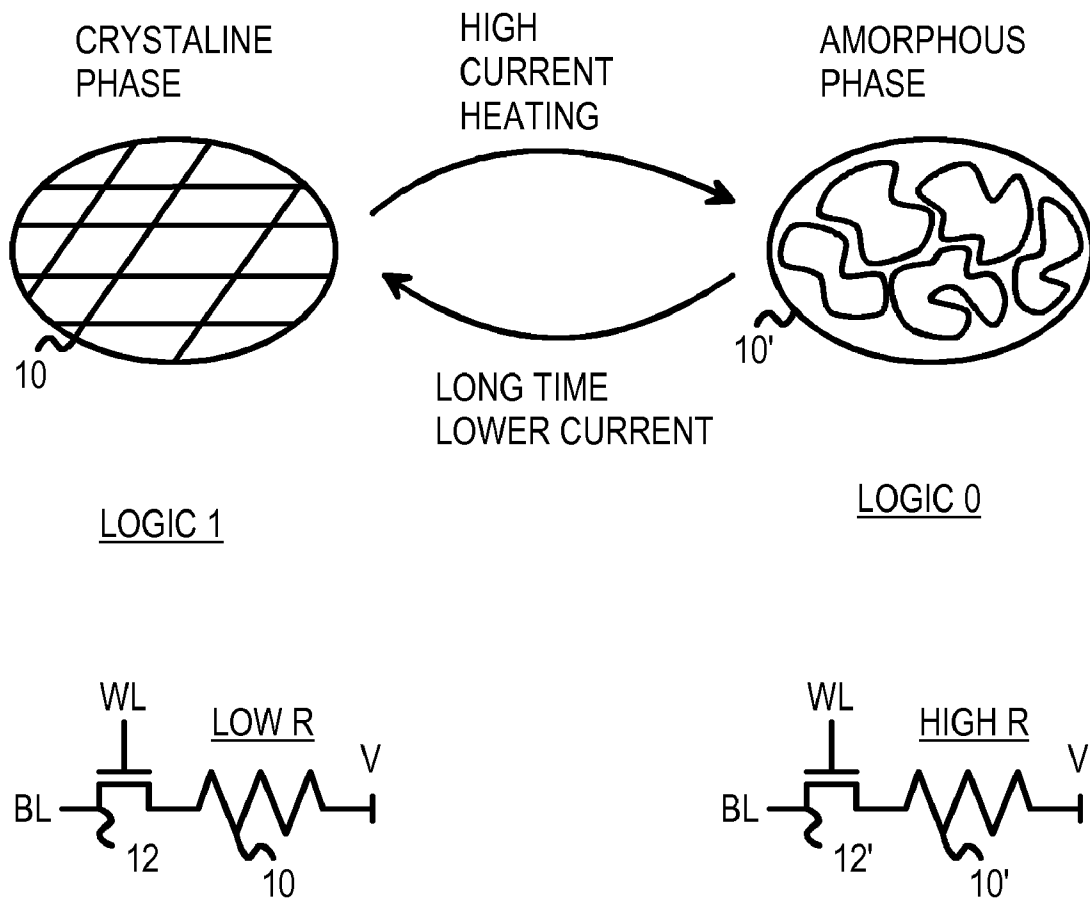 CRYSTALINE
PHASE
HIGH
CURRENT
HEATING
AMORPHOUS
PHASE
10
10'
LONG TIME
LOWER CURRENT
LOGIC 1
LOGIC 0
WL
LOW R
V
BL
12
10
WL
HIGH R
V
BL
12'
10'